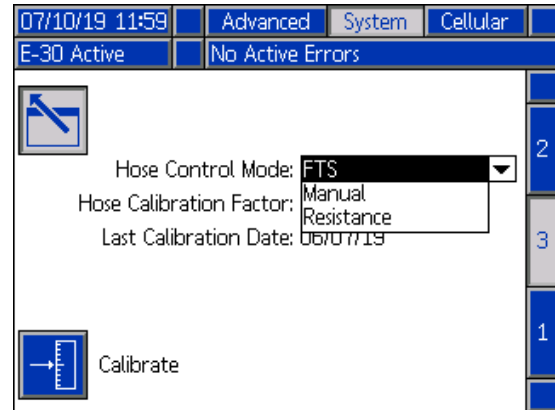 07/10/19 11:59 Advanced System Cellular
E-30 Active No Active Errors
2
Hose Control Mode: FTS
Manual
Hose Calibration Factor:
Resistance
Last Calibration Date: 06/07/19
3
1
Calibrate